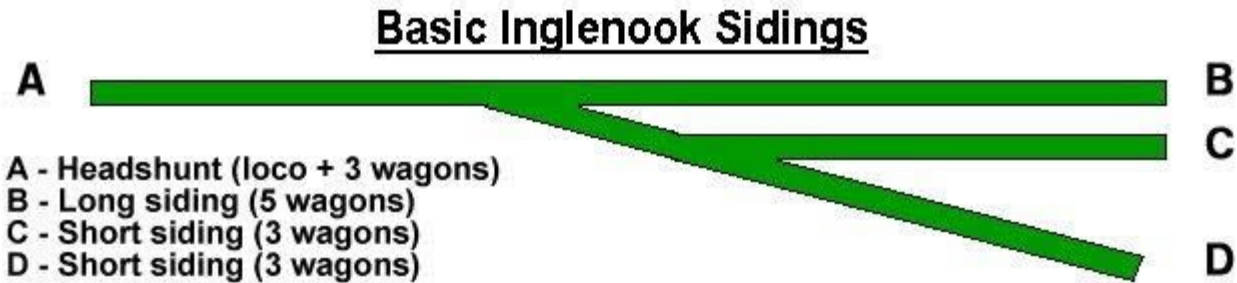 Basic Inglenook Sidings
A
B
C
A - Headshunt (loco + 3 wagons)
B - Long siding (5 wagons)
C - Short siding (3 wagons)
D - Short siding (3 wagons)
D